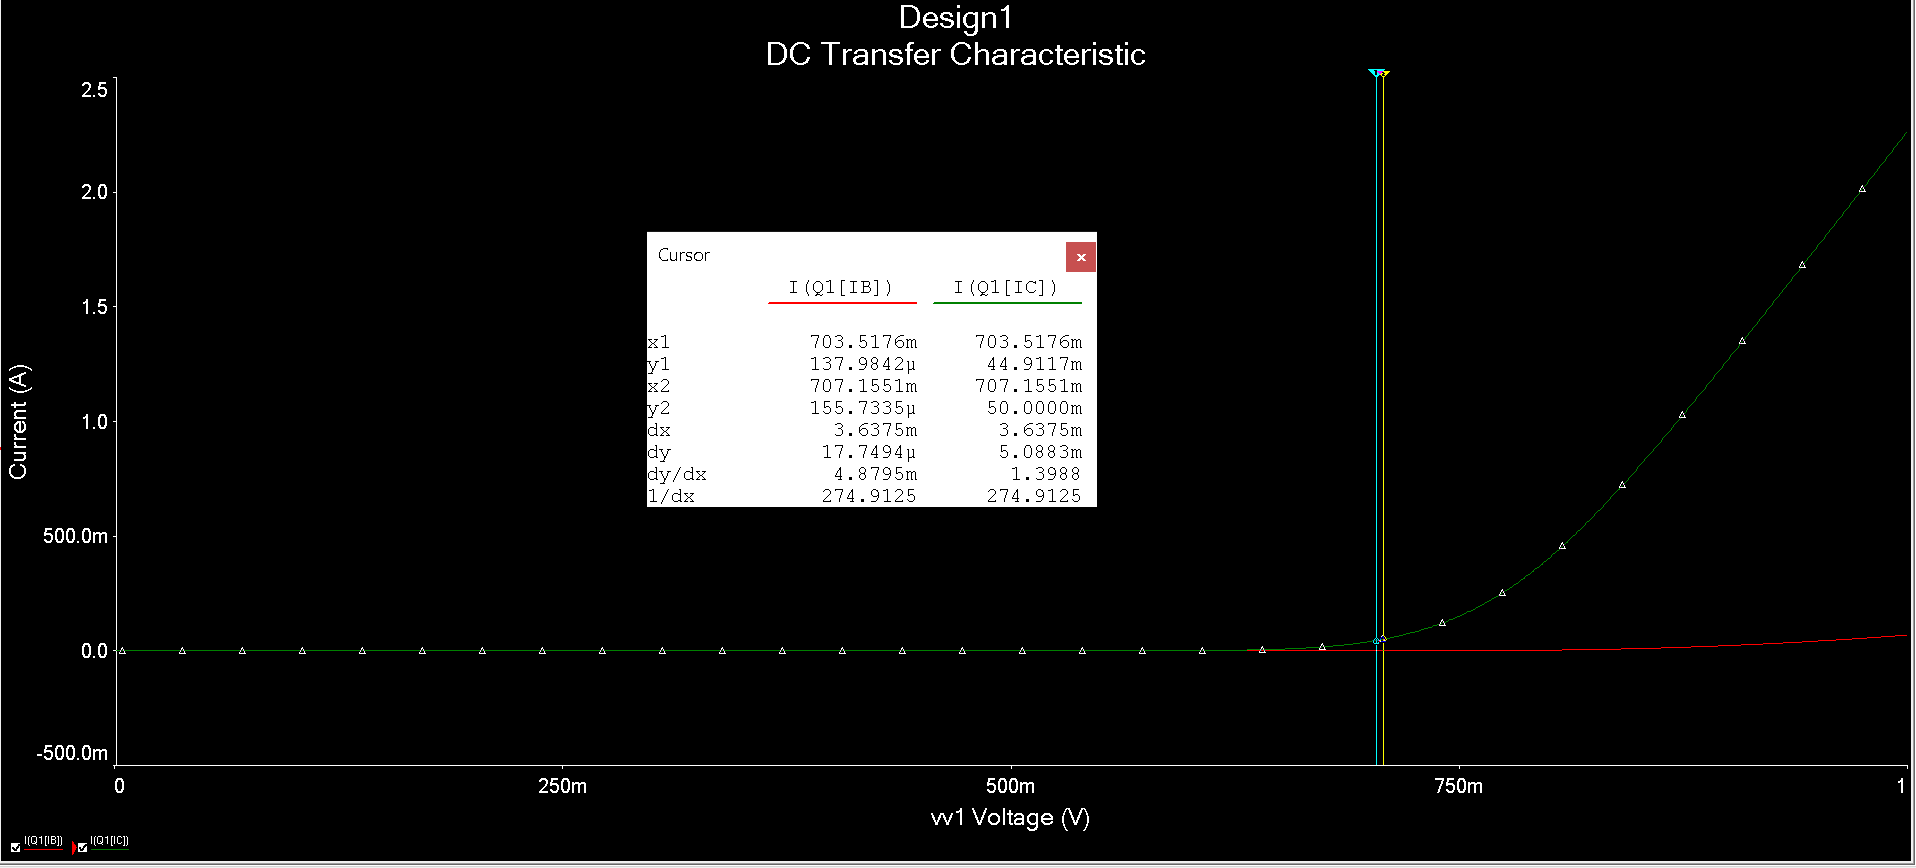 Design1
DC Transfer Characteristic
2.5
2.0
1.5
1.0
500.0m
0.0
-500.0m
Current (A)
Cursor
I(Q1[IB]) I(Q1[IC])
x1 703.5176m 703.5176m
y1 137.9842µ 44.9117m
x2 707.1551m 707.1551m
y2 155.7335µ 50.0000m
dx 3.6375m 3.6375m
dy 17.7494µ 5.0883m
dy/dx 4.8795m 1.3988
1/dx 274.9125 274.9125
0 250m 500m 750m 1
vv1 Voltage (V)
I(Q1[IB]) I(Q1[IC])